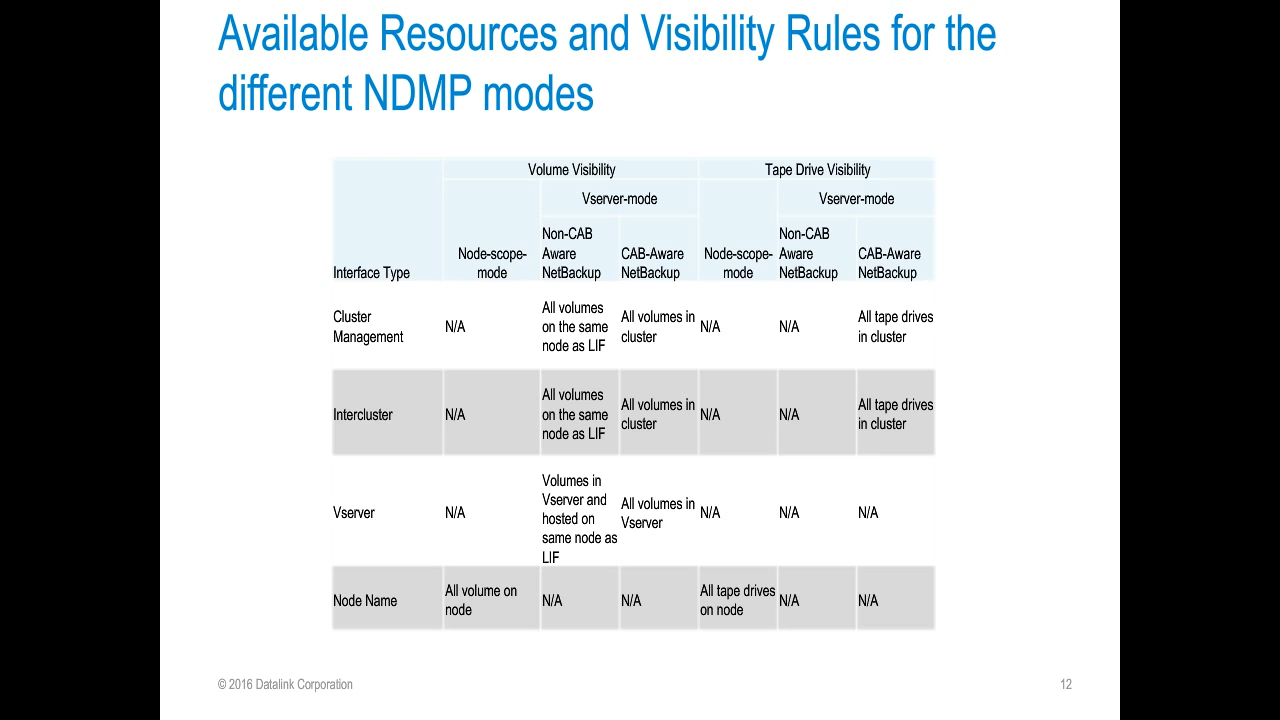 Available Resources and Visibility Rules for the
different NDMP modes
Volume Visibility
Tape Drive Visibility
Vserver-mode
Vserver-mode
Interface Type
Node-scope-
mode
Non-CAB
Aware
NetBackup
CAB-Aware
NetBackup
Node-scope-
mode
Non-CAB
Aware
NetBackup
CAB-Aware
NetBackup
Cluster
Management
N/A
All volumes
on the same
node as LIF
All volumes in
cluster
N/A
N/A
All tape drives
in cluster
Intercluster
N/A
All volumes
on the same
node as LIF
All volumes in
cluster
N/A
N/A
All tape drives
in cluster
Vserver
N/A
Volumes in
Vserver and
hosted on
same node as
LIF
All volumes in
Vserver
N/A
N/A
N/A
Node Name
All volume on
node
N/A
N/A
All tape drives
on node
N/A
N/A
© 2016 Datalink Corporation
12